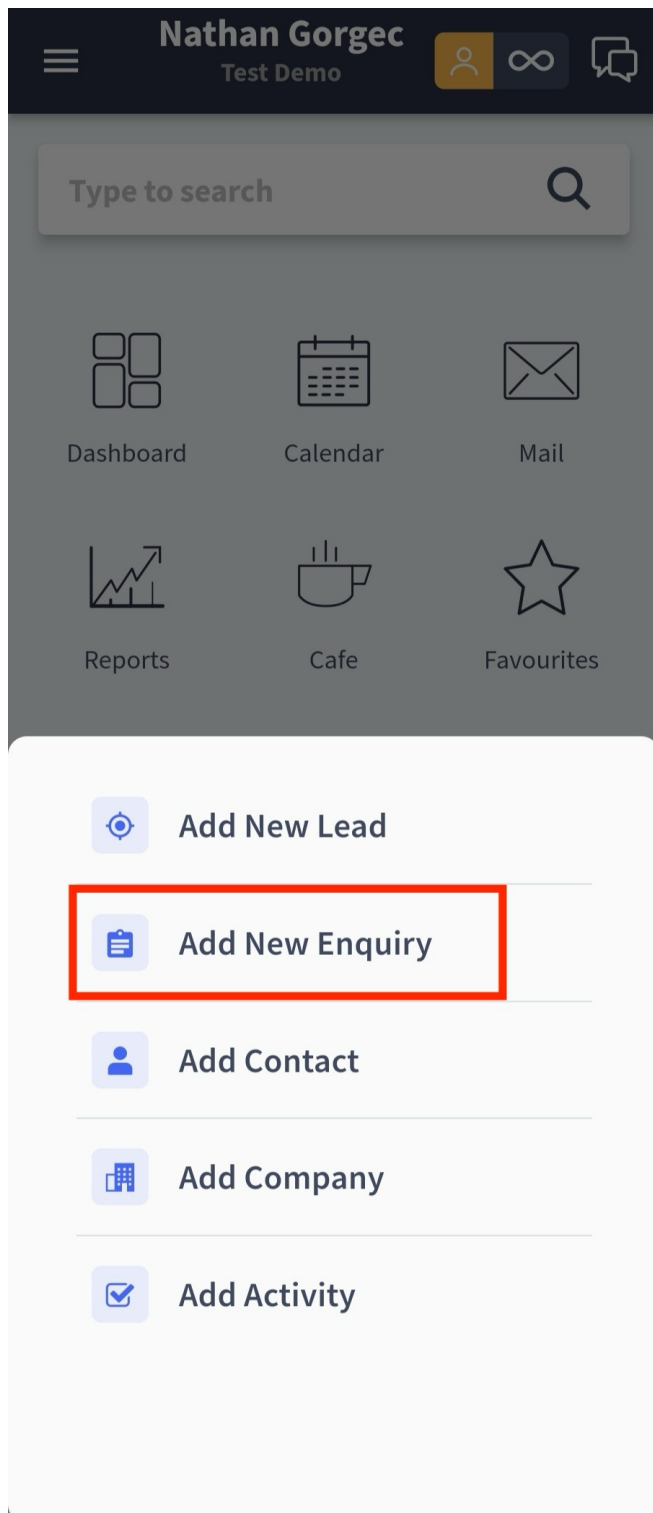 Nathan Gorgec
Test Demo
Type to search
Dashboard Calendar Mail
Reports Cafe Favourites
Add New Lead
Add New Enquiry
Add Contact
Add Company
Add Activity